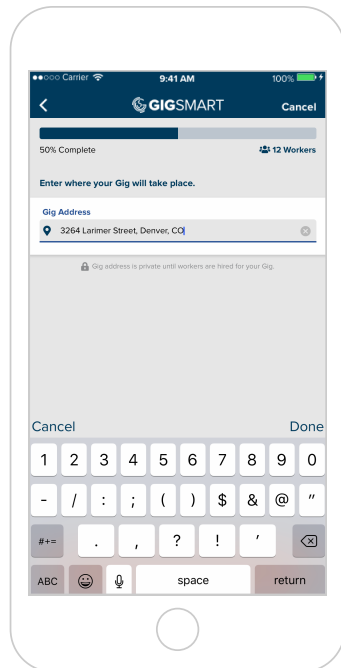 Carrier 9:41 AM 100%
GIGSMART Cancel
50% Complete 12 Workers
Enter where your Gig will take place.
Gig Address
3264 Larimer Street, Denver, CO
Gig address is private until workers are hired for your Gig.
Cancel Done
1 2 3 4 5 6 7 8 9 0
- / : ; ( ) $ & @ "
#+= . , ? ! '
ABC space return